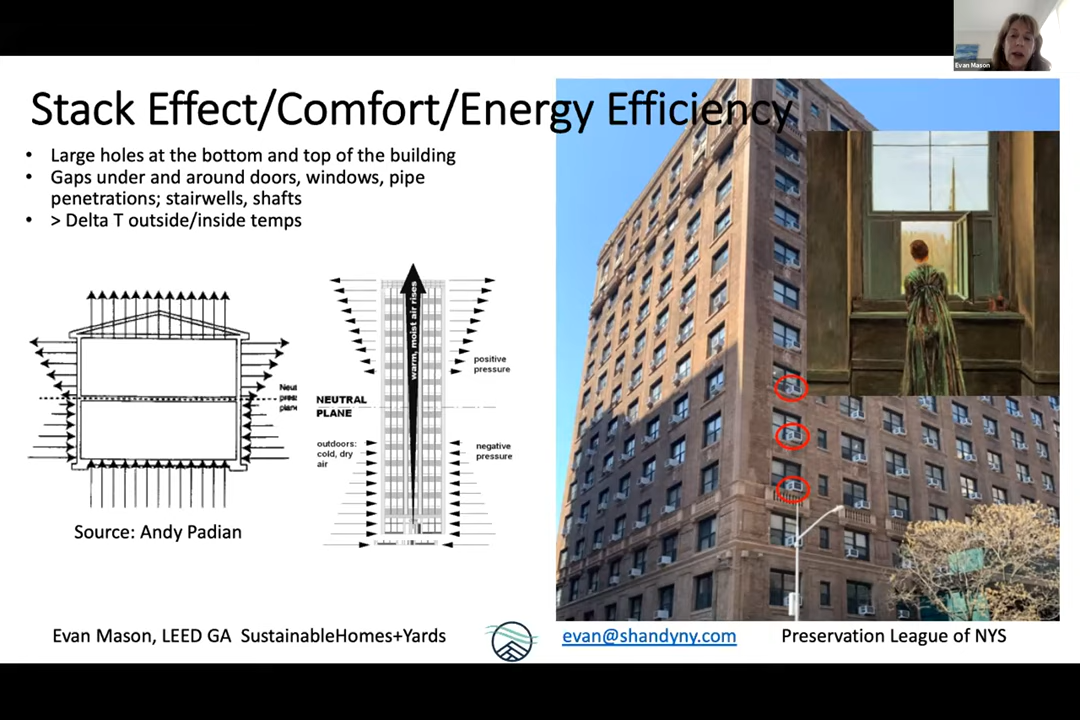 Evan Mason
Stack Effect/Comfort/Energy Efficiency
• Large holes at the bottom and top of the building
• Gaps under and around doors, windows, pipe
penetrations; stairwells, shafts
• > Delta T outside/inside temps
warm, moist air rises
positive
pressure
NEUTRAL
PLANE
outdoors:
cold, dry
air
negative
pressure
Neut
pres
plan
Source: Andy Padian
Evan Mason, LEED GA SustainableHomes+Yards
evan@shandyny.com
Preservation League of NYS